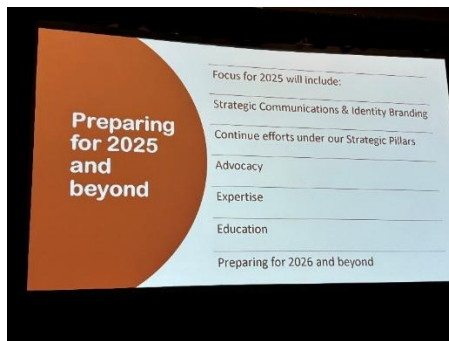 Preparing
for 2025
and
beyond
Focus for 2025 will include:
Strategic Communications & Identity Branding
Continue efforts under our Strategic Pillars
Advocacy
Expertise
Education
Preparing for 2026 and beyond